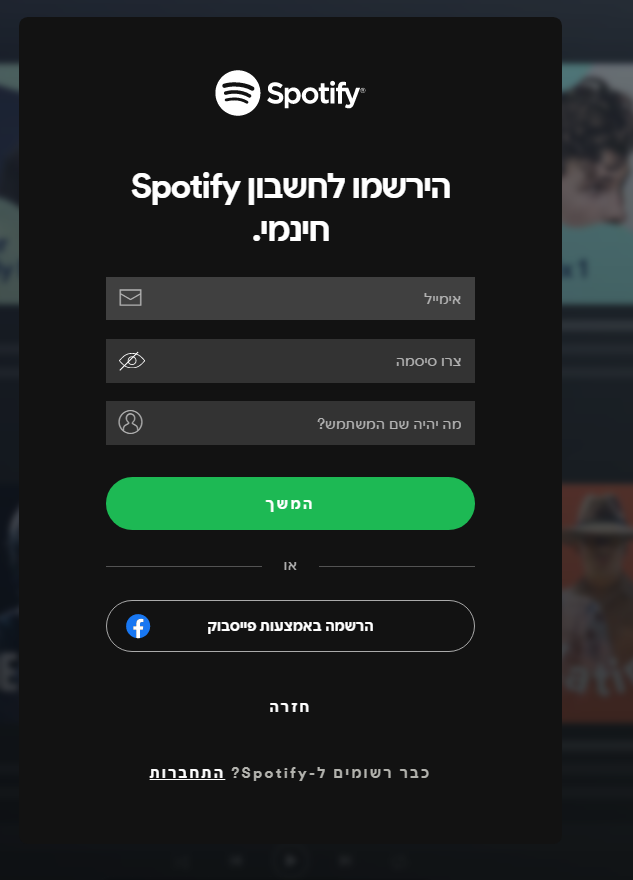 Spotify®
הירשמו לחשבון Spotify
חינמי.
אימייל
צרו סיסמה
מה יהיה שם המשתמש?
המשך
או
הרשמה באמצעות פייסבוק
חזרה
כבר רשומים ל-Spotify? התחברות